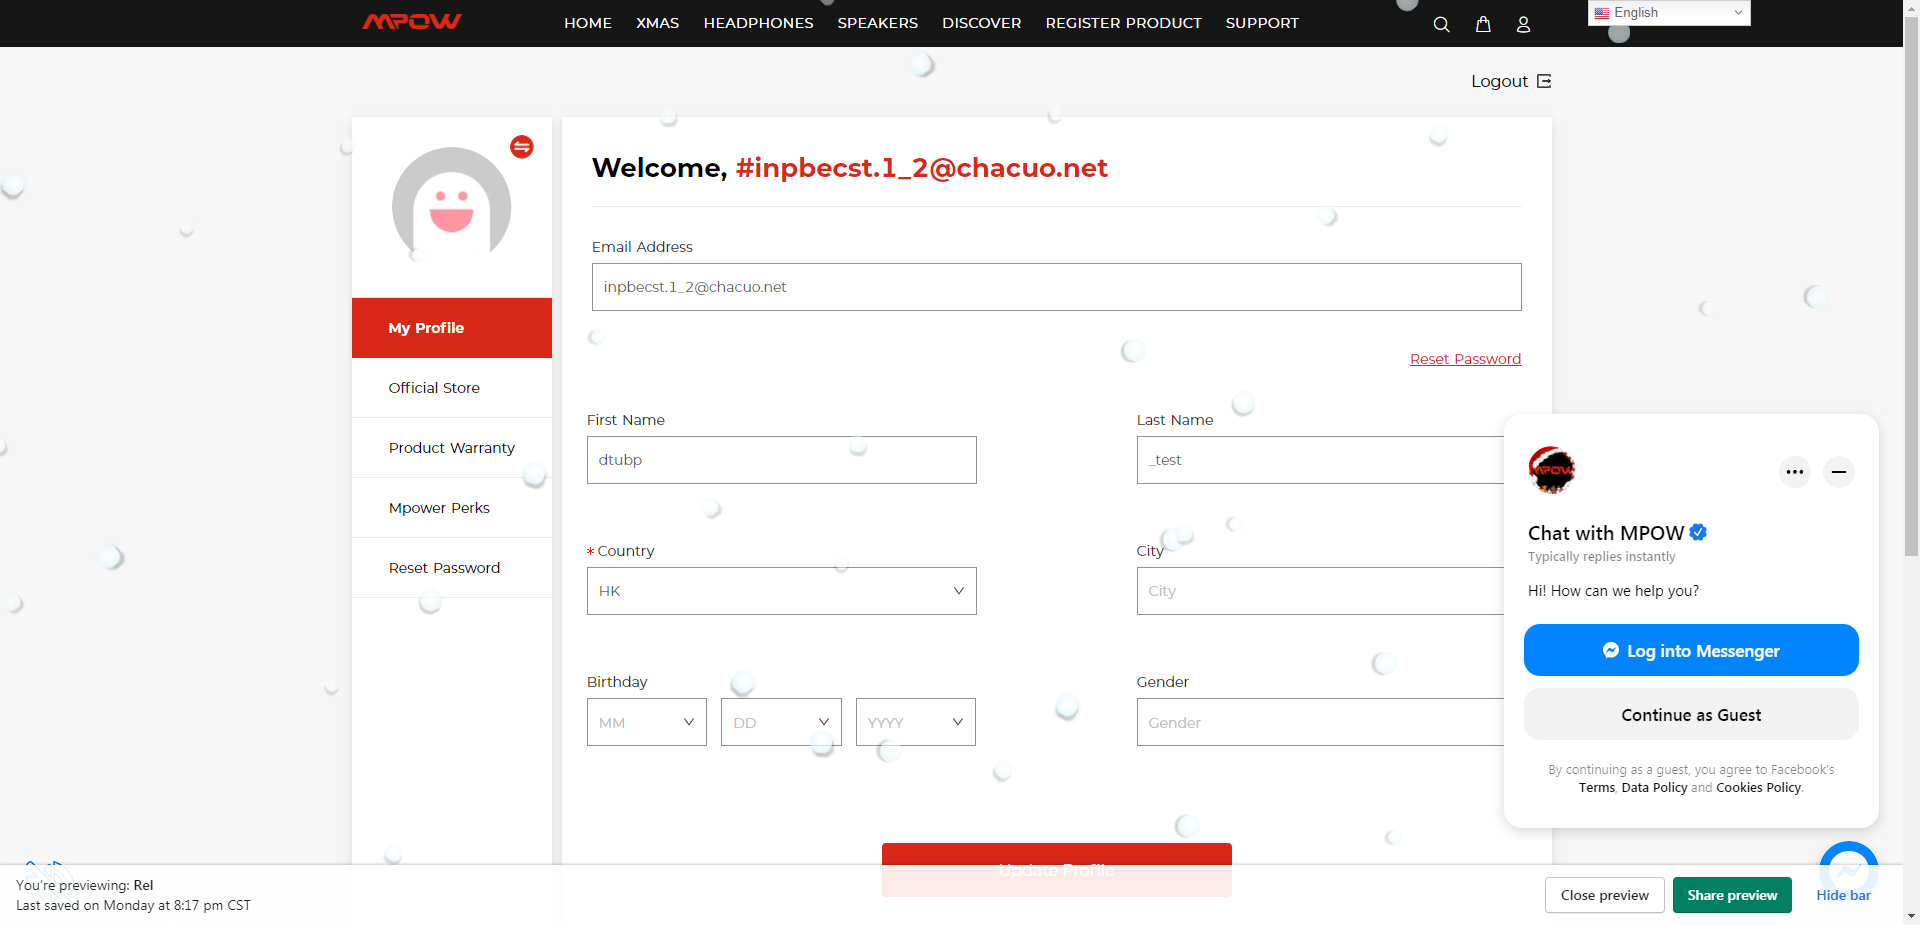 MPOW
HOME XMAS HEADPHONES SPEAKERS DISCOVER REGISTER PRODUCT SUPPORT
English
Logout
Welcome, #inpbecst.1_2@chacuo.net
Email Address
inpbecst.1_2@chacuo.net
My Profile
Official Store
Product Warranty
Mpower Perks
Reset Password
Reset Password
First Name
dtubp
Last Name
_test
* Country
HK
City
City
Birthday
MM
DD
YYYY
Gender
Gender
Update Profile
MPOW
Chat with MPOW
Typically replies instantly
Hi! How can we help you?
Log into Messenger
Continue as Guest
By continuing as a guest, you agree to Facebook's
Terms, Data Policy and Cookies Policy.
You're previewing: Rel
Last saved on Monday at 8:17 pm CST
Close preview
Share preview
Hide bar